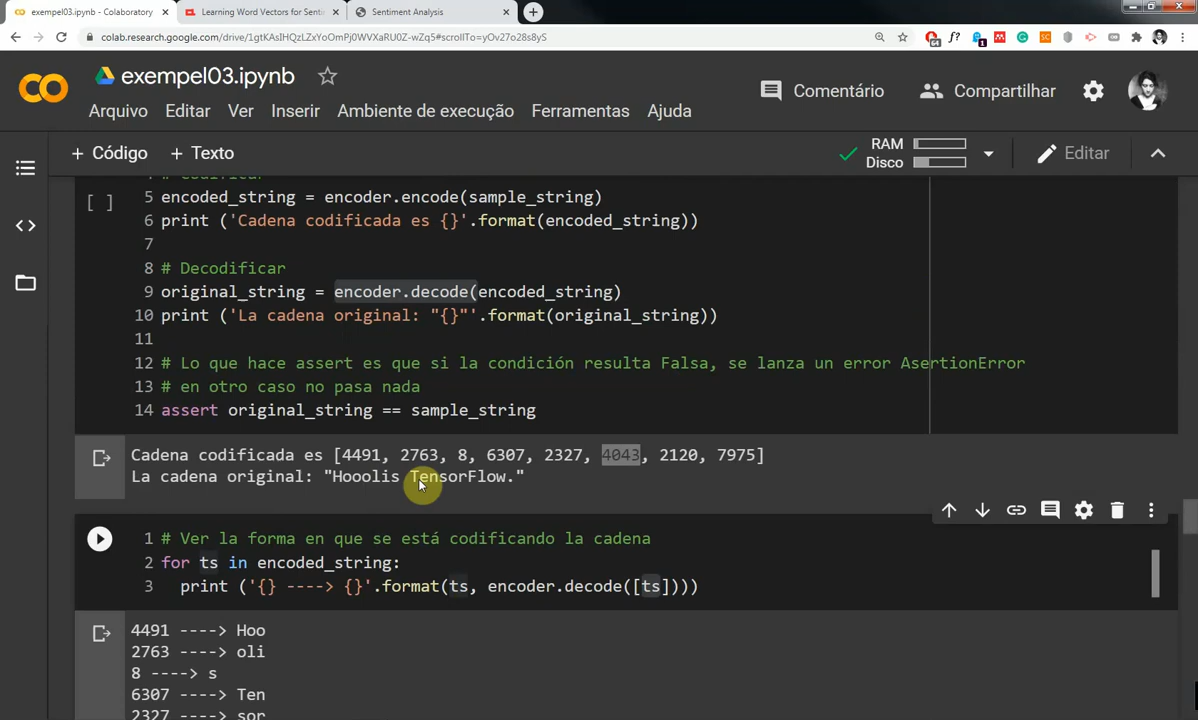 exempel03.ipynb - Colaboratory
Learning Word Vectors for Senti
Sentiment Analysis
colab.research.google.com/drive/1gtKAsIHQzLZxYoOmPj0WVXaRU0Z-wZq5#scrollTo=yOv27o28s8yS
exempel03.ipynb
Comentário
Compartilhar
Arquivo Editar Ver Inserir Ambiente de execução Ferramentas Ajuda
+ Código + Texto
RAM
Disco
Editar
5 encoded_string = encoder.encode(sample_string)
[ ]
6 print ('Cadena codificada es {}'.format(encoded_string))
7
8 # Decodificar
9 original_string = encoder.decode(encoded_string)
10 print ('La cadena original: "{}"'.format(original_string))
11
12 # Lo que hace assert es que si la condición resulta Falsa, se lanza un error AsertionError
13 # en otro caso no pasa nada
14 assert original_string == sample_string
Cadena codificada es [4491, 2763, 8, 6307, 2327, 4043, 2120, 7975]
La cadena original: "Hooolis TensorFlow."
1 # Ver la forma en que se está codificando la cadena
2 for ts in encoded_string:
3 print ('{} ----> {}'.format(ts, encoder.decode([ts])))
4491 ----> Hoo
2763 ----> oli
8 ----> s
6307 ----> Ten
2327 ----> sor